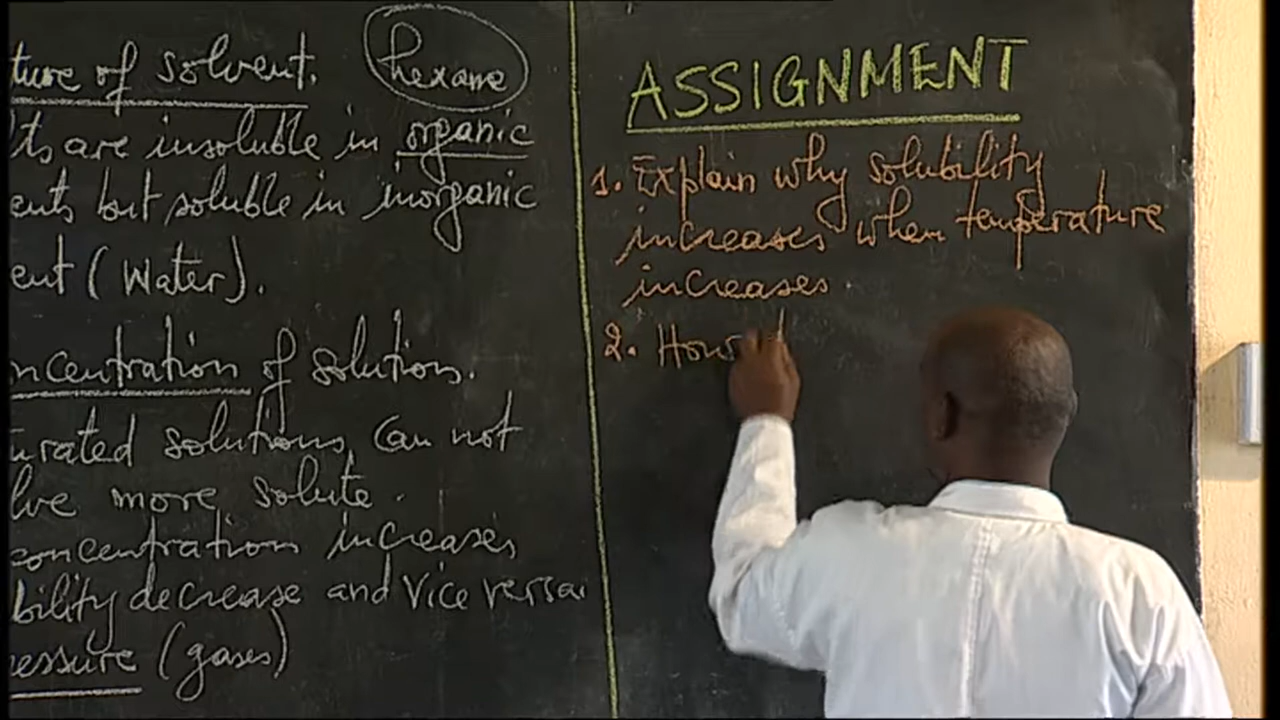 ture of solvent. hexane
lts are insoluble in organic
ents but soluble in inorganic
ent (Water).
ncentration of solutions.
urated solutions, Can not
lve more solute.
concentration increases
bility decrease and Vice versa
essure (gases)
ASSIGNMENT
1. Explain why solubility
increases when temperature
increases.
2. How